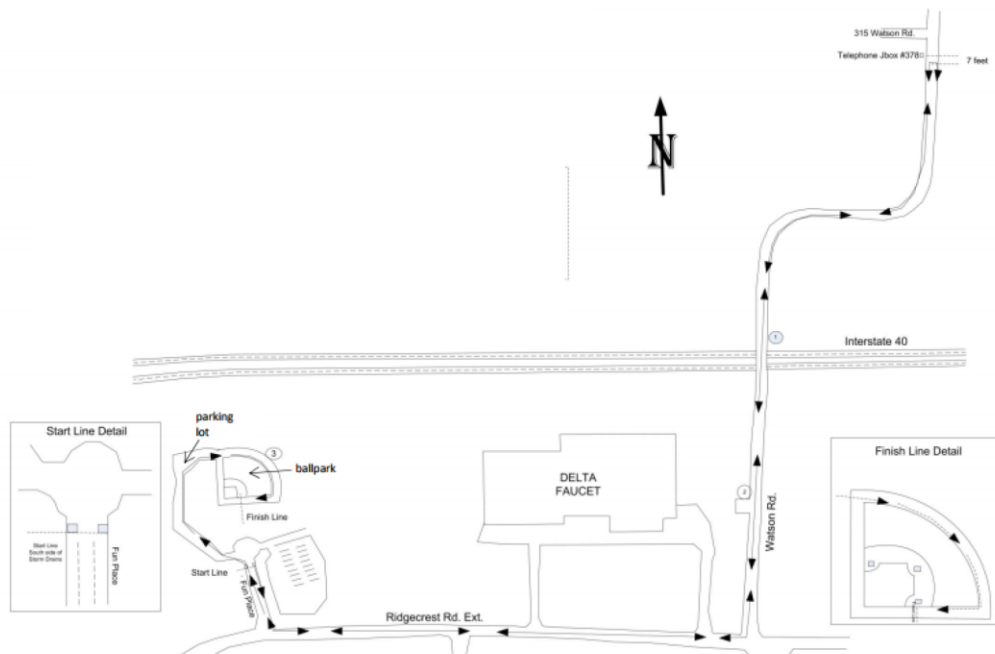 315 Watson Rd.
Telephone Jbox #378
7 feet
N
1
Interstate 40
parking
lot
Start Line Detail
3
ballpark
Finish Line Detail
DELTA
FAUCET
2
Finish Line
Watson Rd.
Start Line
South side of
Storm Drains
Fun Place
Start Line
Fun Place
Ridgecrest Rd. Ext.